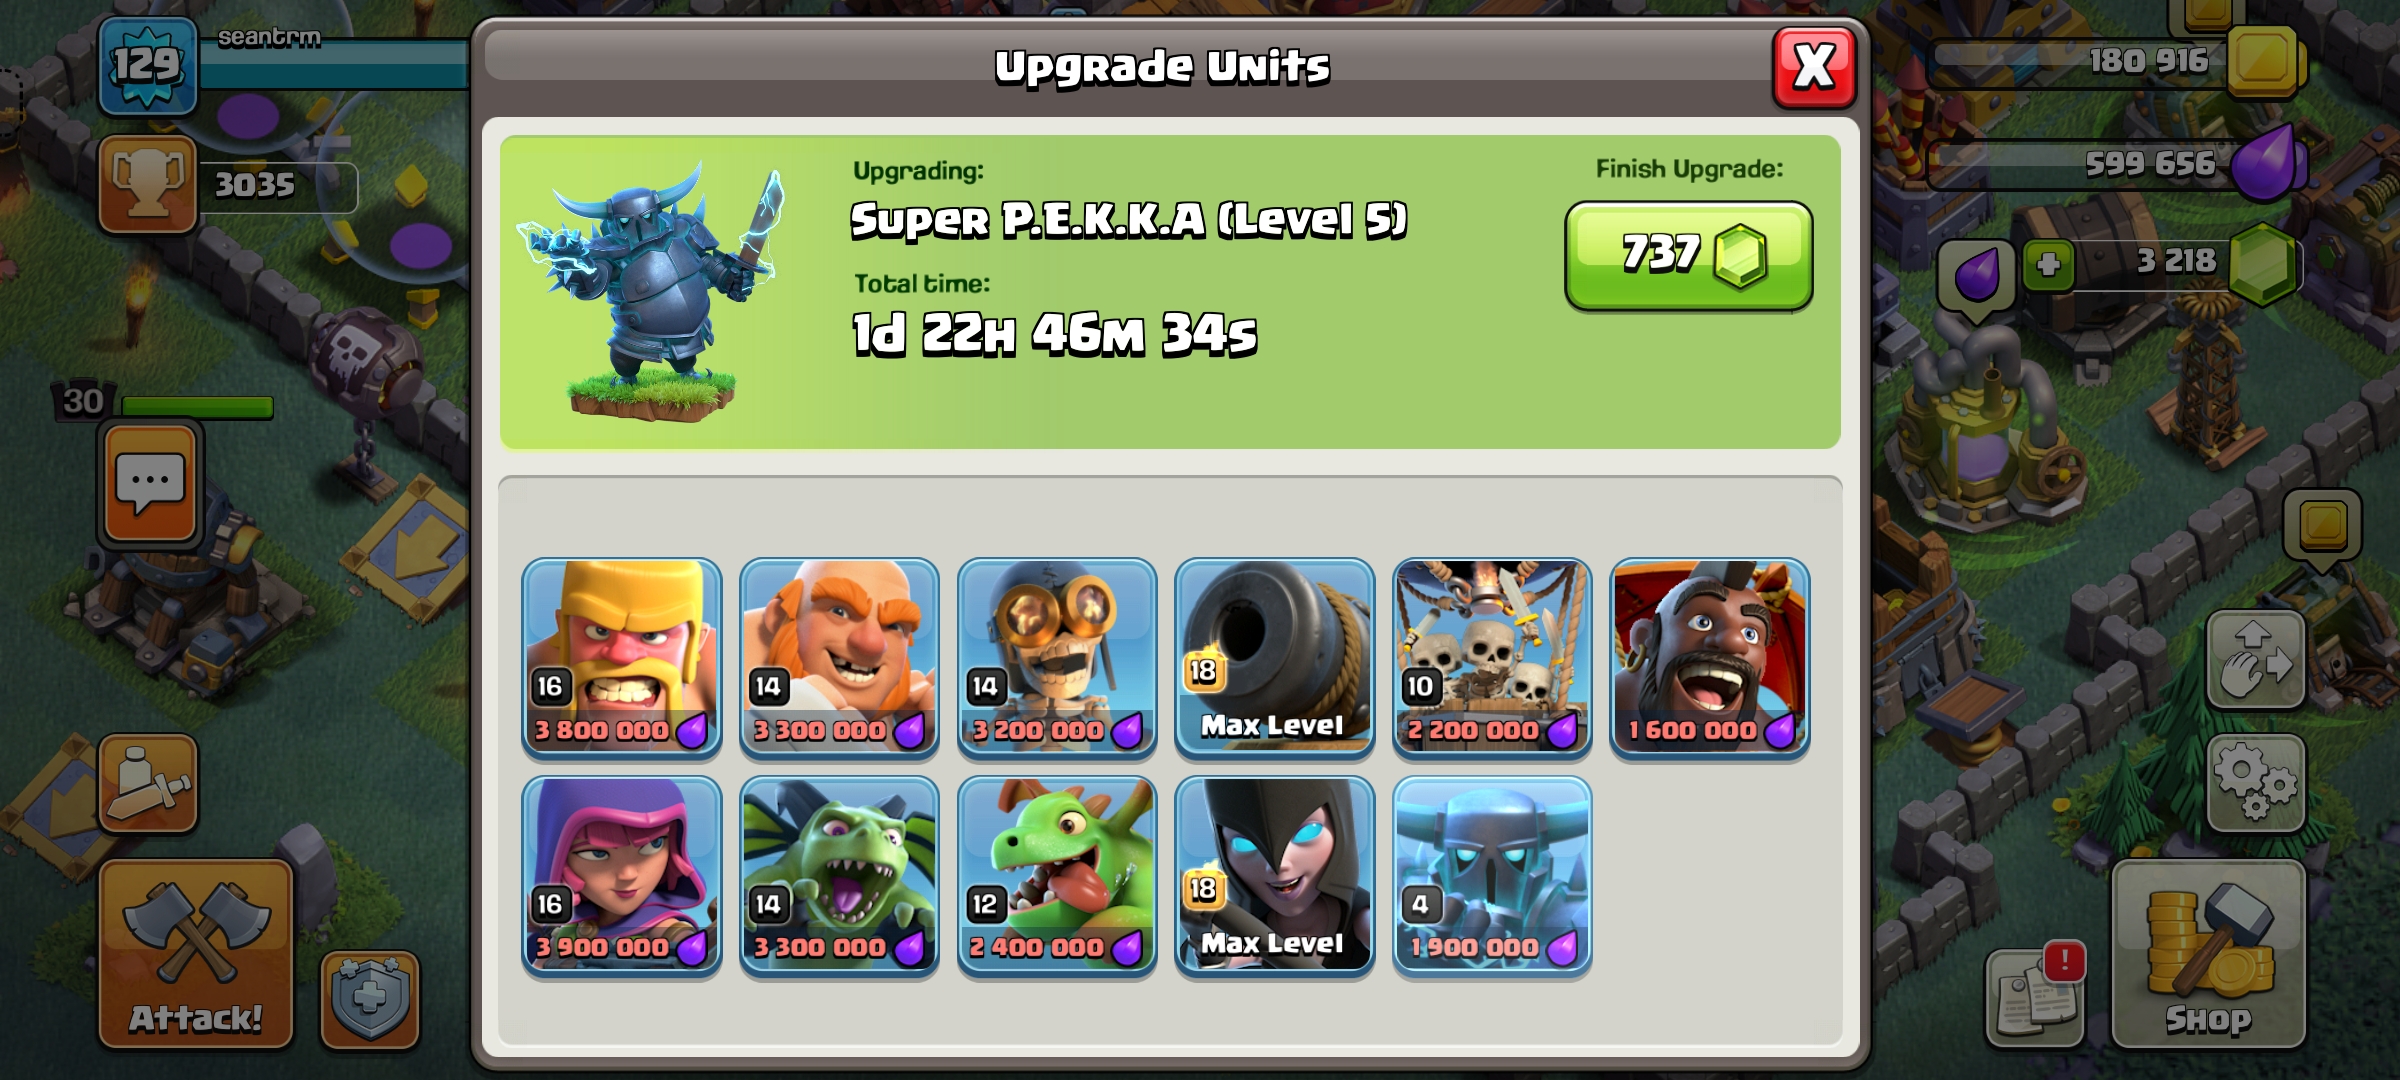 129
seantrm
Upgrade Units
X
180 916
3035
Upgrading:
Super P.E.K.K.A (Level 5)
Total time:
1d 22H 46M 34s
Finish Upgrade:
737
599 656
3 218
30
16
3 800 000
14
3 300 000
14
3 200 000
18
Max Level
10
2 200 000
1 600 000
16
3 900 000
14
3 300 000
12
2 400 000
18
Max Level
4
1 900 000
Attack!
!
Shop